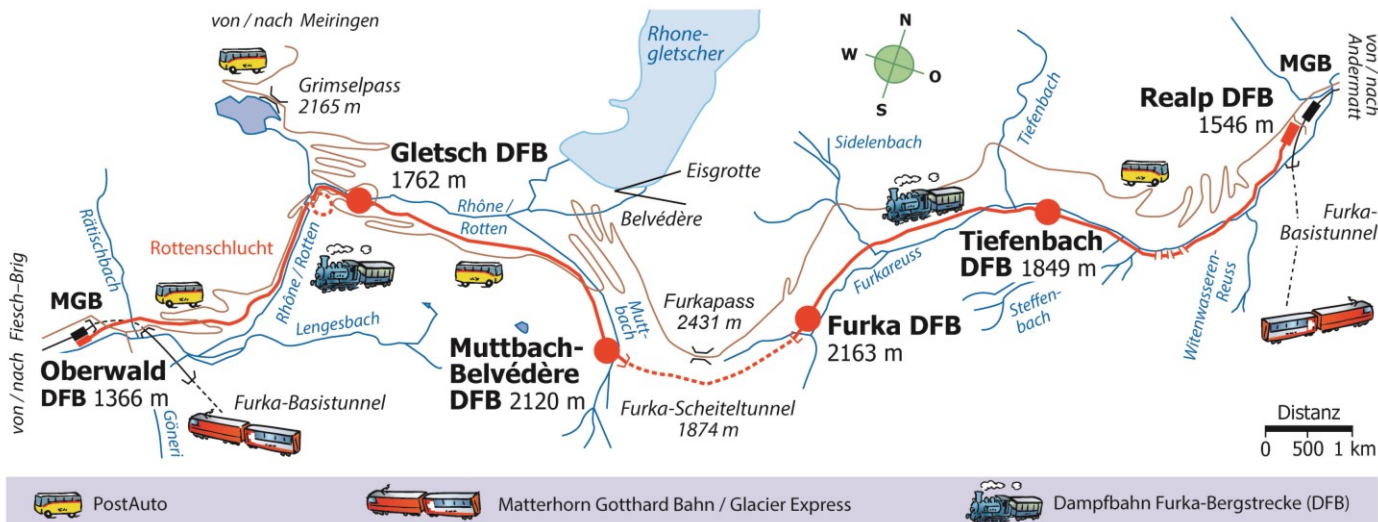 von / nach Meiringen
Grimselpass
2165 m
Rhone-
gletscher
N
W
O
S
Tiefenbach
MGB
von / nach
Andermatt
Realp DFB
1546 m
Gletsch DFB
1762 m
Sidelenbach
Eisgrotte
Belvédère
Rhône /
Rotten
Rätischbach
Rottenschlucht
Rhône / Rotten
Furka-
Basistunnel
Tiefenbach
DFB 1849 m
Furkareuss
Witenwasseren-
Reuss
MGB
Lengesbach
Mutt-
bach
Furkapass
2431 m
Furka DFB
2163 m
Steffen-
bach
von / nach Fiesch–Brig
Oberwald
DFB 1366 m
Muttbach-
Belvédère
DFB 2120 m
Göneri
Furka-Basistunnel
Furka-Scheiteltunnel
1874 m
Distanz
0 500 1 km
PostAuto
Matterhorn Gotthard Bahn / Glacier Express
Dampfbahn Furka-Bergstrecke (DFB)